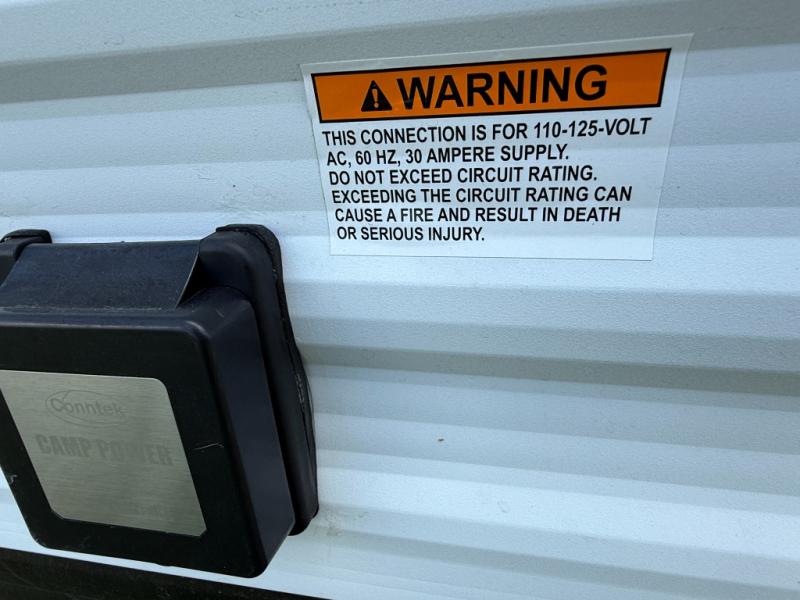 WARNING
THIS CONNECTION IS FOR 110-125-VOLT
AC, 60 HZ, 30 AMPERE SUPPLY.
DO NOT EXCEED CIRCUIT RATING.
EXCEEDING THE CIRCUIT RATING CAN
CAUSE A FIRE AND RESULT IN DEATH
OR SERIOUS INJURY.
Conntek
CAMP POWER